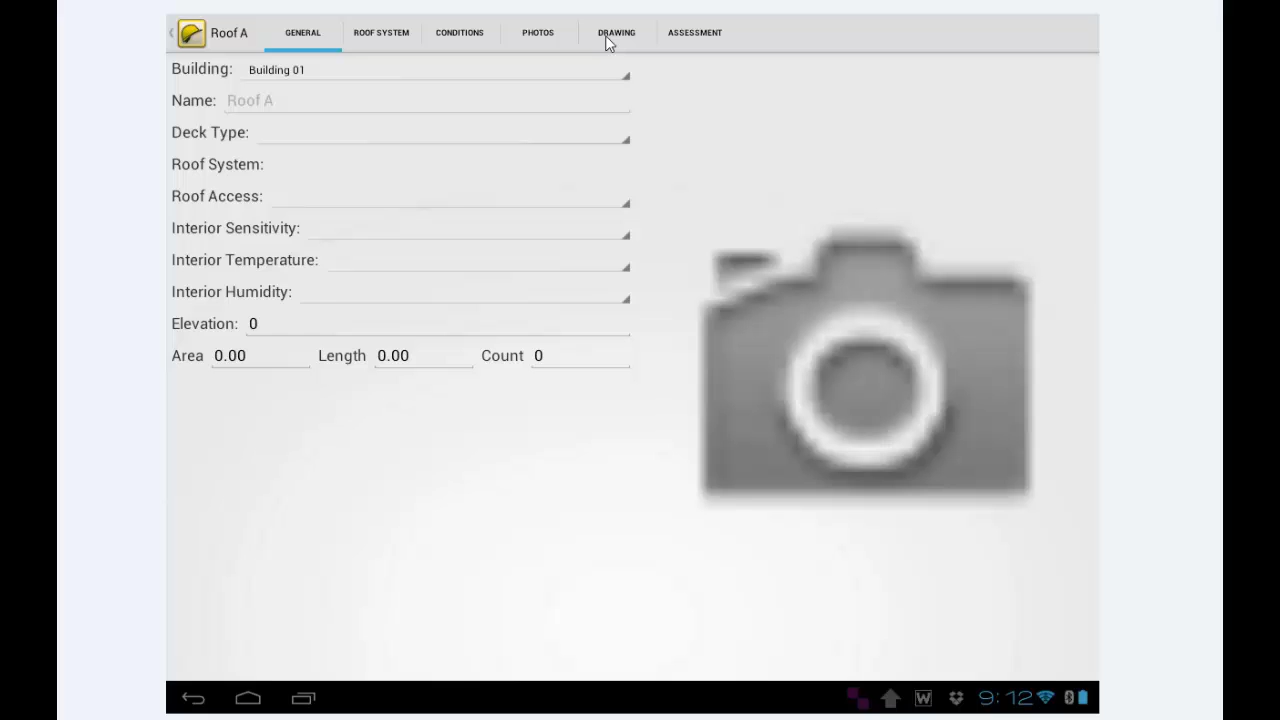 Roof A GENERAL ROOF SYSTEM CONDITIONS PHOTOS DRAWING ASSESSMENT
Building: Building 01
Name: Roof A
Deck Type:
Roof System:
Roof Access:
Interior Sensitivity:
Interior Temperature:
Interior Humidity:
Elevation: 0
Area 0.00 Length 0.00 Count 0
W 9:12